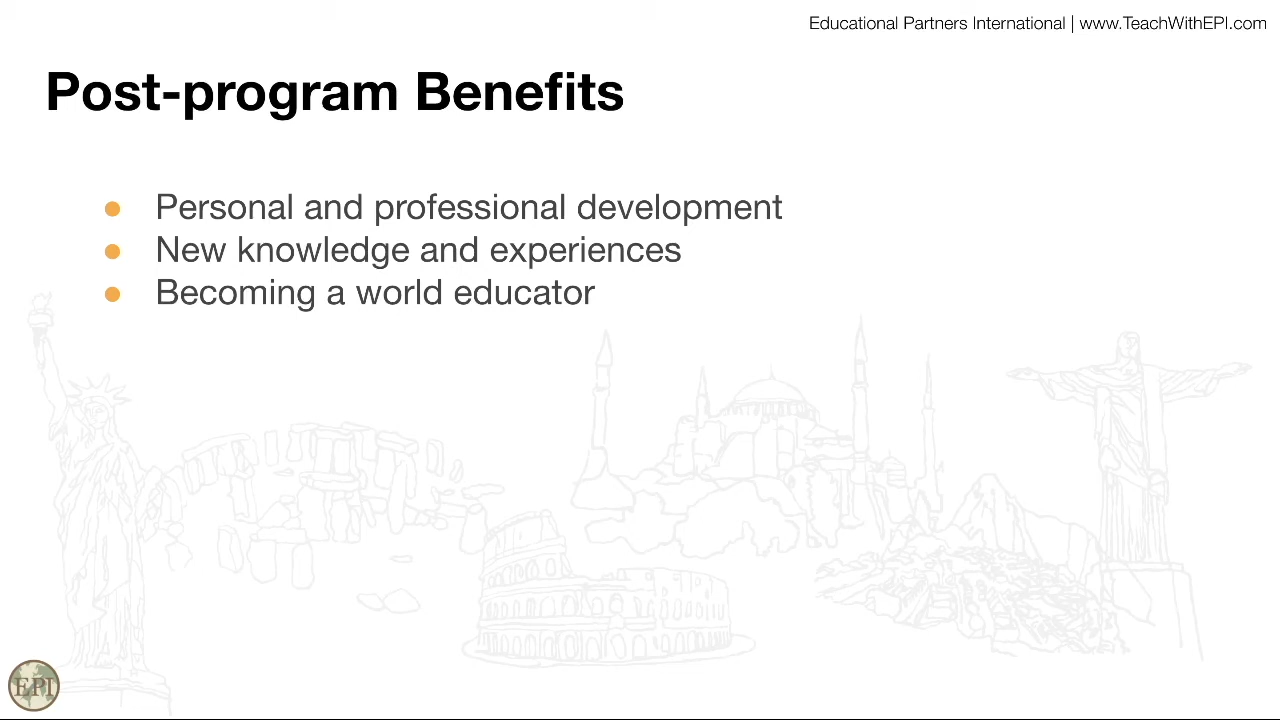 Educational Partners International | www.TeachWithEPI.com
Post-program Benefits
● Personal and professional development
● New knowledge and experiences
● Becoming a world educator
EPI